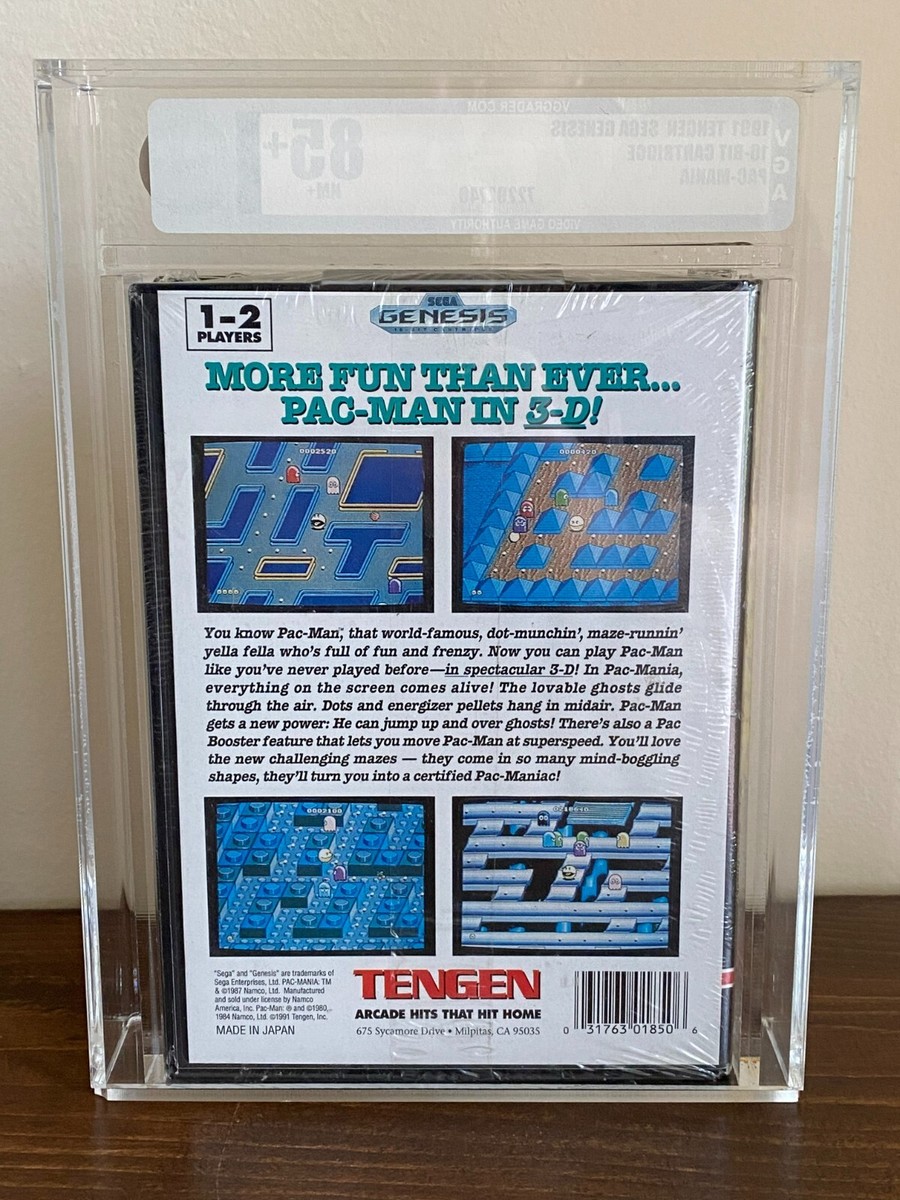 VGGRADER.COM
1991 TENGEN SEGA GENESIS
16-BIT CARTRIDGE
PAC-MANIA
85+
NM+
VGA
VIDEO GAME AUTHORITY
1-2
PLAYERS
SEGA
GENESIS
MORE FUN THAN EVER...
PAC-MAN IN 3-D!
0002520
0000420
You know Pac-Man™, that world-famous, dot-munchin', maze-runnin'
yella fella who's full of fun and frenzy. Now you can play Pac-Man
like you've never played before—in spectacular 3-D! In Pac-Mania,
everything on the screen comes alive! The lovable ghosts glide
through the air. Dots and energizer pellets hang in midair. Pac-Man
gets a new power: He can jump up and over ghosts! There's also a Pac
Booster feature that lets you move Pac-Man at superspeed. You'll love
the new challenging mazes — they come in so many mind-boggling
shapes, they'll turn you into a certified Pac-Maniac!
0002100
"Sega" and "Genesis" are trademarks of
Sega Enterprises, Ltd. PAC-MANIA: TM
& ©1987 Namco, Ltd. Manufactured
and sold under license by Namco
America, Inc. Pac-Man: ® and ©1980,
1984 Namco, Ltd. ©1991 Tengen, Inc.
MADE IN JAPAN
TENGEN
ARCADE HITS THAT HIT HOME
675 Sycamore Drive • Milpitas, CA 95035
0 31763 01850 6